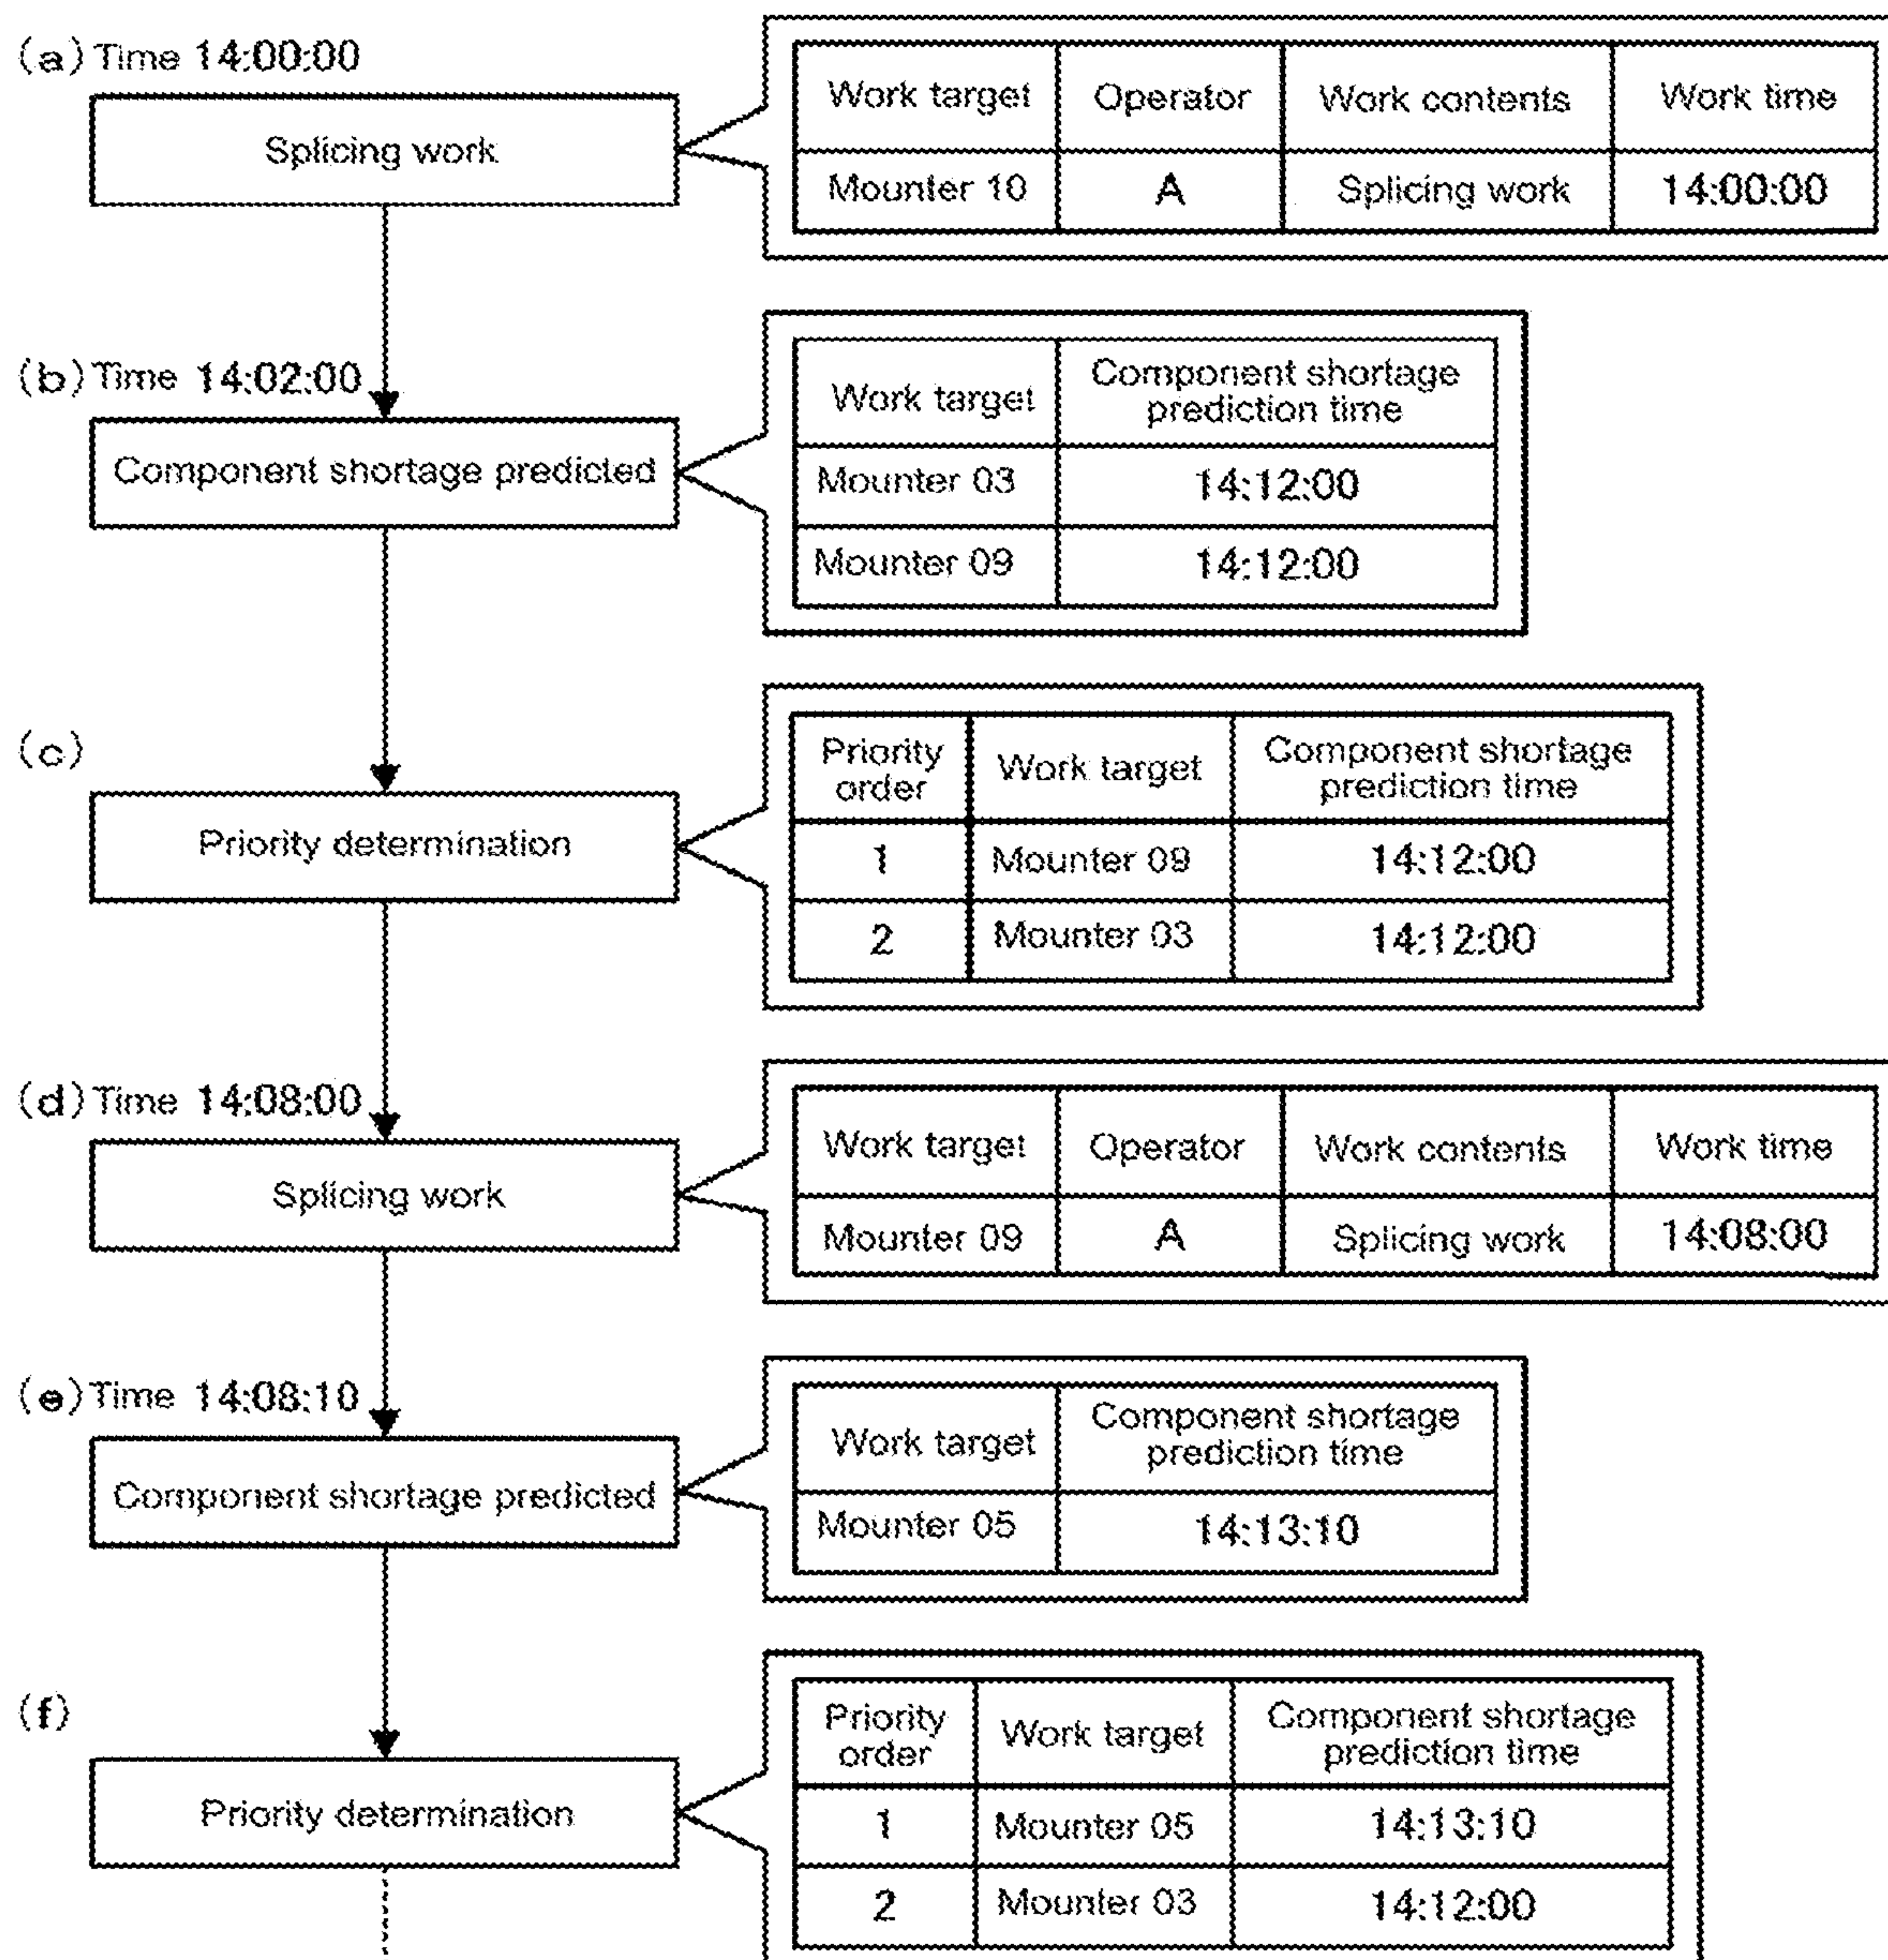 (a) Time 14:00:00
Splicing work
Work target Operator Work contents Work time
Mounter 10 A Splicing work 14:00:00
(b) Time 14:02:00
Component shortage predicted
Work target Component shortage prediction time
Mounter 03 14:12:00
Mounter 09 14:12:00
(c)
Priority determination
Priority order Work target Component shortage prediction time
1 Mounter 09 14:12:00
2 Mounter 03 14:12:00
(d) Time 14:08:00
Splicing work
Work target Operator Work contents Work time
Mounter 09 A Splicing work 14:08:00
(e) Time 14:08:10
Component shortage predicted
Work target Component shortage prediction time
Mounter 05 14:13:10
(f)
Priority determination
Priority order Work target Component shortage prediction time
1 Mounter 05 14:13:10
2 Mounter 03 14:12:00